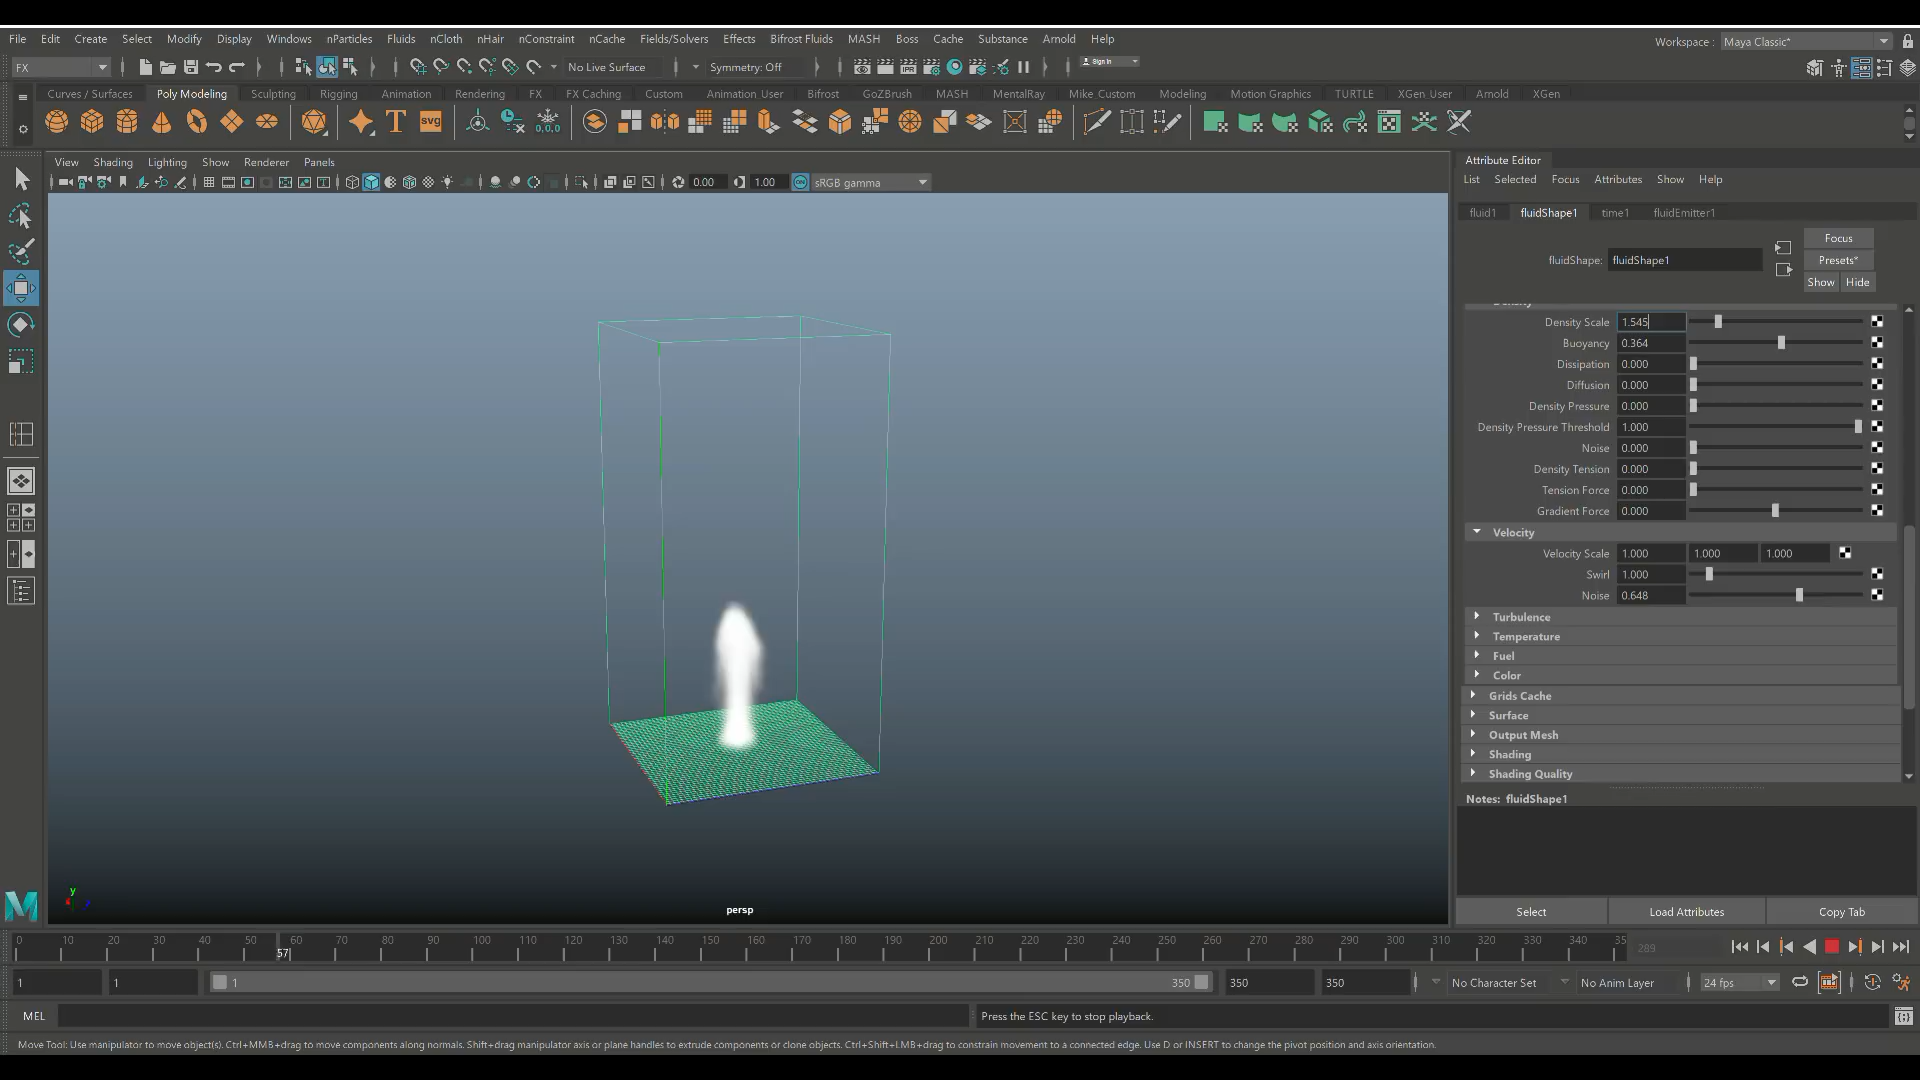 File Edit Create Select Modify Display Windows nParticles Fluids nCloth nHair nConstraint nCache Fields/Solvers Effects Bifrost Fluids MASH Boss Cache Substance Arnold Help
Workspace : Maya Classic*
FX
No Live Surface
Symmetry: Off
Sign In
Curves / Surfaces Poly Modeling Sculpting Rigging Animation Rendering FX FX Caching Custom Animation_User Bifrost GoZBrush MASH MentalRay Mike_Custom Modeling Motion Graphics TURTLE XGen_User Arnold XGen
T svg 0,0,0
View Shading Lighting Show Renderer Panels
0.00 1.00 ON sRGB gamma
Attribute Editor
List Selected Focus Attributes Show Help
fluid1 fluidShape1 time1 fluidEmitter1
Focus
fluidShape: fluidShape1
Presets*
Show Hide
Density Scale 1.545
Buoyancy 0.364
Dissipation 0.000
Diffusion 0.000
Density Pressure 0.000
Density Pressure Threshold 1.000
Noise 0.000
Density Tension 0.000
Tension Force 0.000
Gradient Force 0.000
Velocity
Velocity Scale 1.000 1.000 1.000
Swirl 1.000
Noise 0.648
Turbulence
Temperature
Fuel
Color
Grids Cache
Surface
Output Mesh
Shading
Shading Quality
Notes: fluidShape1
Select Load Attributes Copy Tab
y
persp
0 10 20 30 40 50 60 70 80 90 100 110 120 130 140 150 160 170 180 190 200 210 220 230 240 250 260 270 280 290 300 310 320 330 340 35
57
289
1 1 1 350 350 350 No Character Set No Anim Layer 24 fps
MEL
Press the ESC key to stop playback.
Move Tool: Use manipulator to move object(s). Ctrl+MMB+drag to move components along normals. Shift+drag manipulator axis or plane handles to extrude components or clone objects. Ctrl+Shift+LMB+drag to constrain movement to a connected edge. Use D or INSERT to change the pivot position and axis orientation.